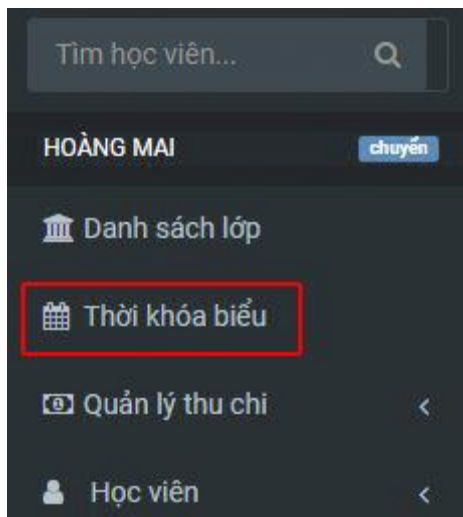 Tìm học viên...
HOÀNG MAI chuyển
Danh sách lớp
Thời khóa biểu
Quản lý thu chi
Học viên